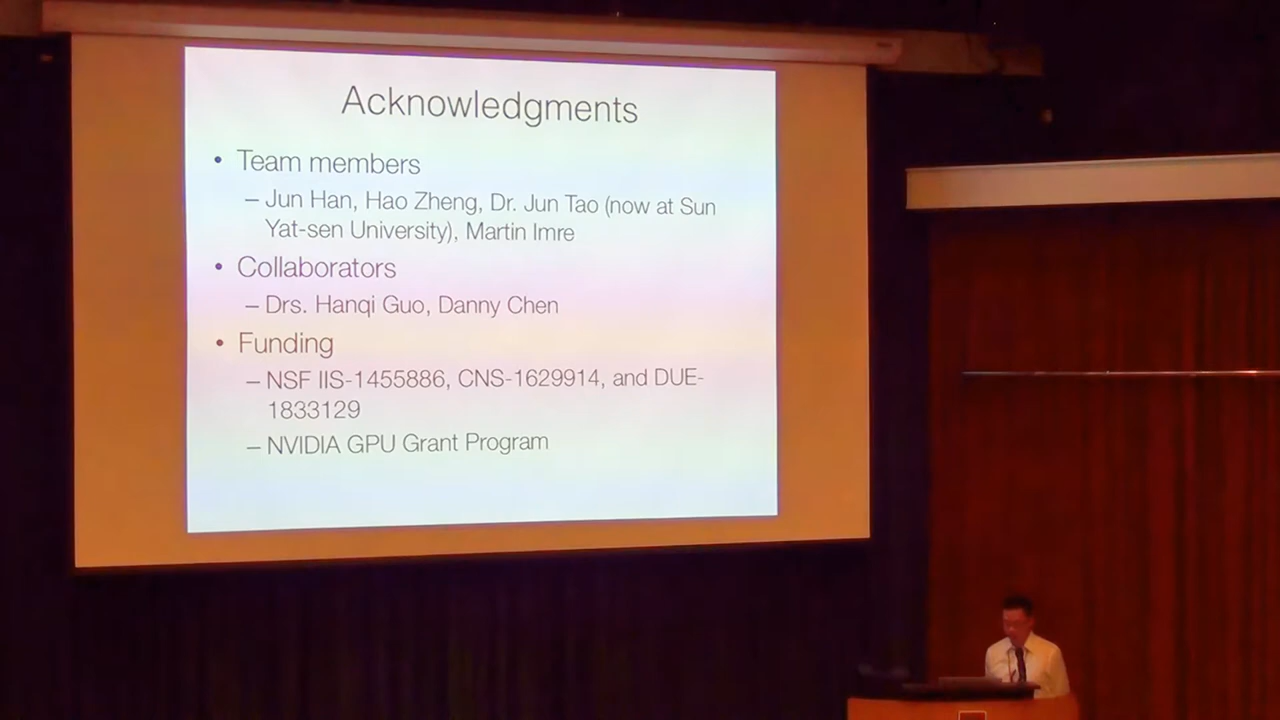 Acknowledgments
• Team members
– Jun Han, Hao Zheng, Dr. Jun Tao (now at Sun
Yat-sen University), Martin Imre
• Collaborators
– Drs. Hanqi Guo, Danny Chen
• Funding
– NSF IIS-1455886, CNS-1629914, and DUE-
1833129
– NVIDIA GPU Grant Program